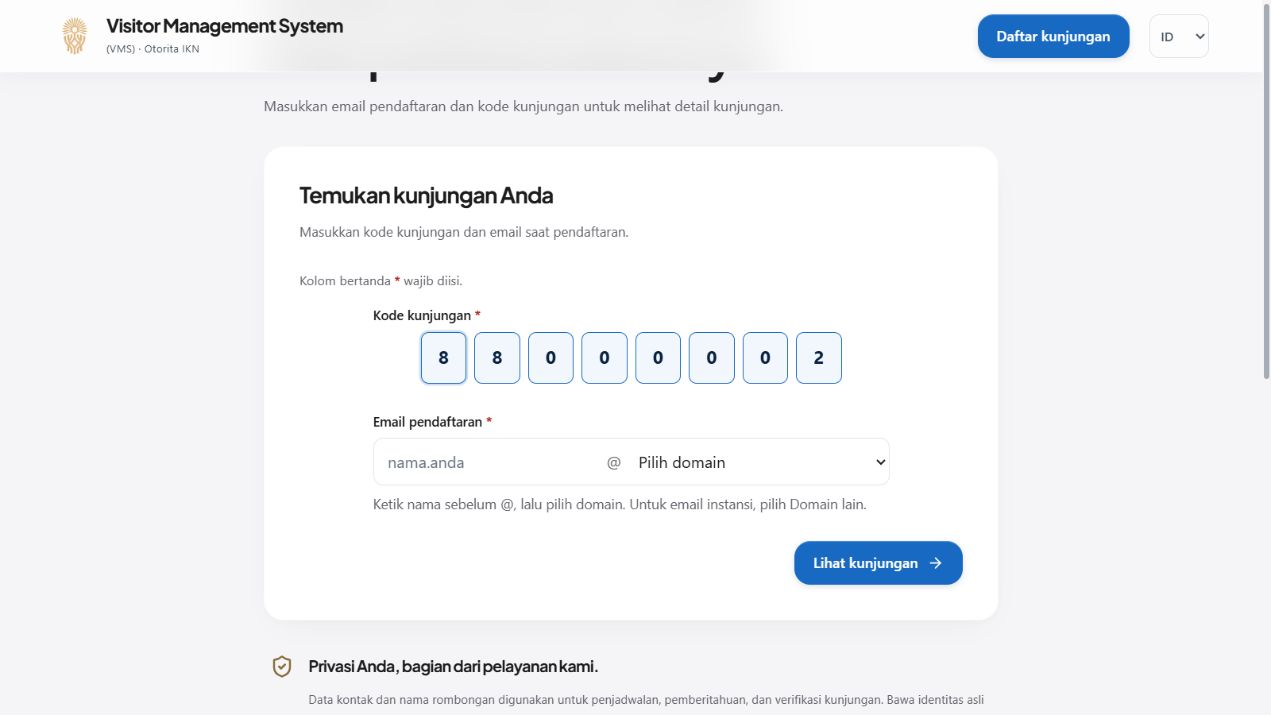 Visitor Management System
(VMS) · Otorita IKN
Daftar kunjungan
ID
Masukkan email pendaftaran dan kode kunjungan untuk melihat detail kunjungan.
Temukan kunjungan Anda
Masukkan kode kunjungan dan email saat pendaftaran.
Kolom bertanda * wajib diisi.
Kode kunjungan *
8 8 0 0 0 0 0 2
Email pendaftaran *
nama.anda @ Pilih domain
Ketik nama sebelum @, lalu pilih domain. Untuk email instansi, pilih Domain lain.
Lihat kunjungan →
Privasi Anda, bagian dari pelayanan kami.
Data kontak dan nama rombongan digunakan untuk penjadwalan, pemberitahuan, dan verifikasi kunjungan. Bawa identitas asli